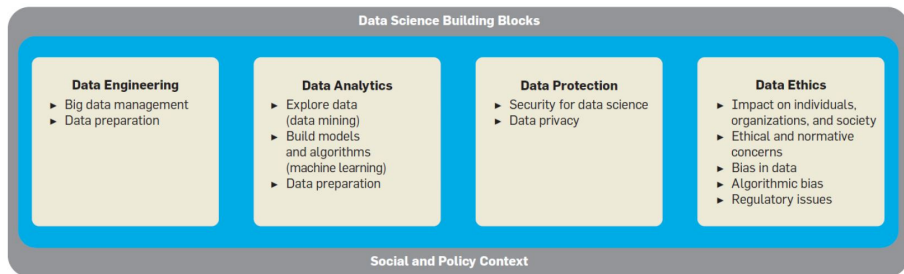 Data Science Building Blocks
Data Engineering
► Big data management
► Data preparation
Data Analytics
► Explore data
(data mining)
► Build models
and algorithms
(machine learning)
► Data preparation
Data Protection
► Security for data science
► Data privacy
Data Ethics
► Impact on individuals,
organizations, and society
► Ethical and normative
concerns
► Bias in data
► Algorithmic bias
► Regulatory issues
Social and Policy Context